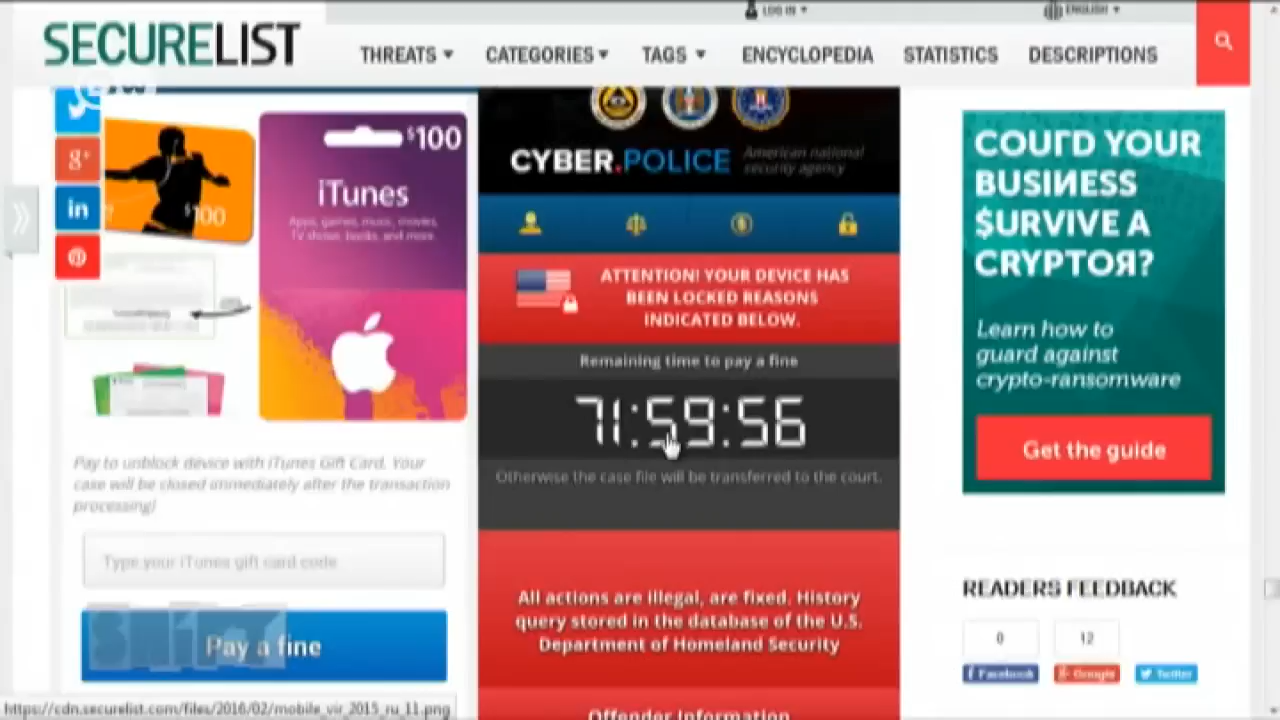 LOG IN
ENGLISH
SECURELIST
THREATS
CATEGORIES
TAGS
ENCYCLOPEDIA
STATISTICS
DESCRIPTIONS
g+
in
$100
$100
iTunes
Apps, games, music, movies,
TV shows, books, and more.
Pay to unblock device with iTunes Gift Card. Your
case will be closed immediately after the transaction
processing!
Type your iTunes gift card code
Pay a fine
Shift
CYBER.POLICE
American national
security agency
ATTENTION! YOUR DEVICE HAS
BEEN LOCKED REASONS
INDICATED BELOW.
Remaining time to pay a fine
71:59:56
Otherwise the case file will be transferred to the court.
All actions are illegal, are fixed. History
query stored in the database of the U.S.
Department of Homeland Security
Offender Information
COUГD YOUR
BUSIИESS
$URVIVE A
CRYPTOЯ?
Learn how to
guard against
crypto-ransomware
Get the guide
READERS FEEDBACK
0
12
Facebook
Google
Twitter
https://cdn.securelist.com/files/2016/02/mobile_vir_2015_ru_11.png